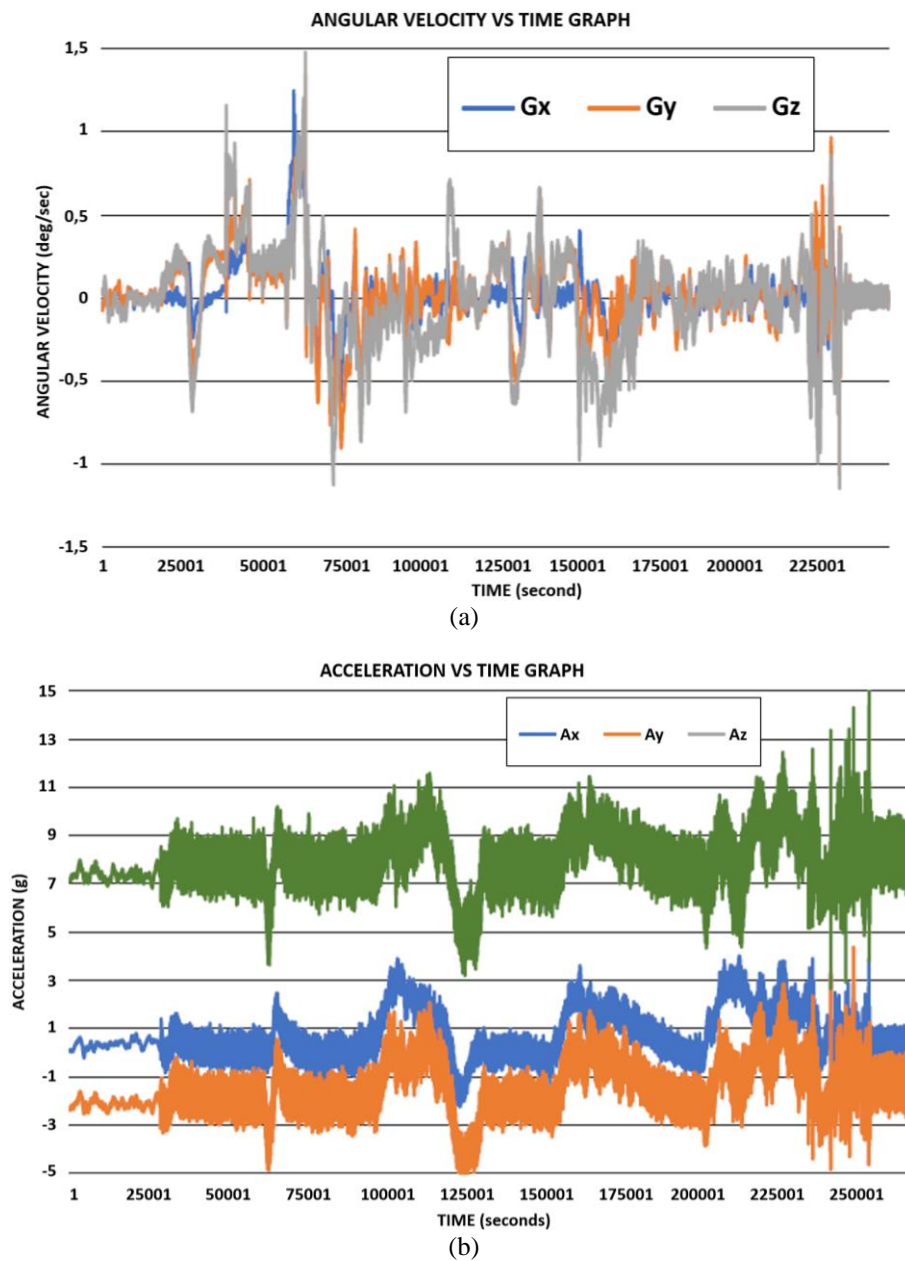 ANGULAR VELOCITY VS TIME GRAPH
1,5
1
0,5
0
-0,5
-1
-1,5
ANGULAR VELOCITY (deg/sec)
Gx Gy Gz
1 25001 50001 75001 100001 125001 150001 175001 200001 225001
TIME (second)
(a)
ACCELERATION VS TIME GRAPH
15
13
11
9
7
5
3
1
-1
-3
-5
ACCELERATION (g)
Ax Ay Az
1 25001 50001 75001 100001 125001 150001 175001 200001 225001 250001
TIME (seconds)
(b)